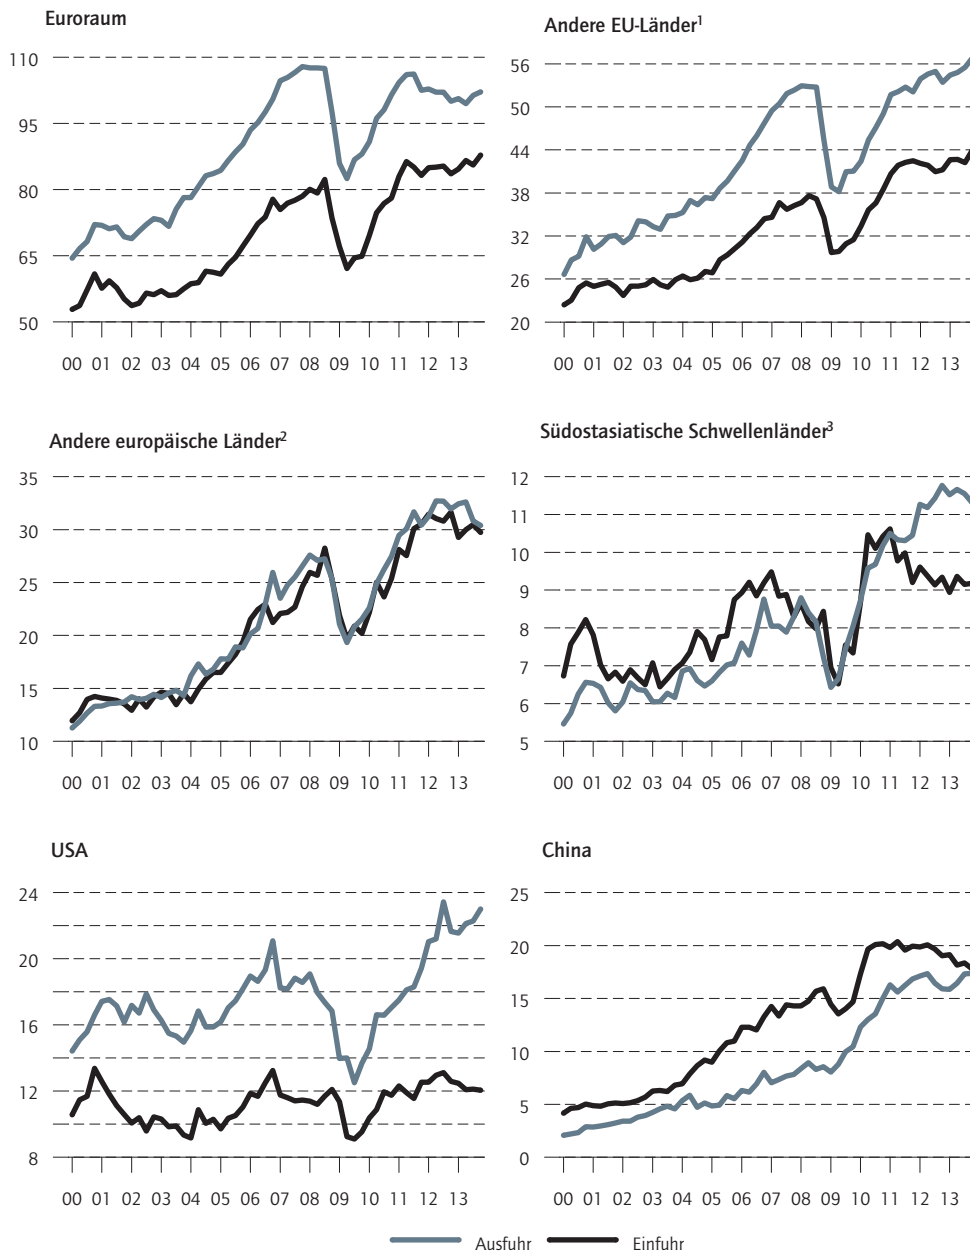 Euroraum
110
95
80
65
50
00 01 02 03 04 05 06 07 08 09 10 11 12 13
Andere EU-Länder¹
56
50
44
38
32
26
20
00 01 02 03 04 05 06 07 08 09 10 11 12 13
Andere europäische Länder²
35
30
25
20
15
10
00 01 02 03 04 05 06 07 08 09 10 11 12 13
Südostasiatische Schwellenländer³
12
11
10
9
8
7
6
5
00 01 02 03 04 05 06 07 08 09 10 11 12 13
USA
24
20
16
12
8
00 01 02 03 04 05 06 07 08 09 10 11 12 13
China
25
20
15
10
5
0
00 01 02 03 04 05 06 07 08 09 10 11 12 13
Ausfuhr Einfuhr